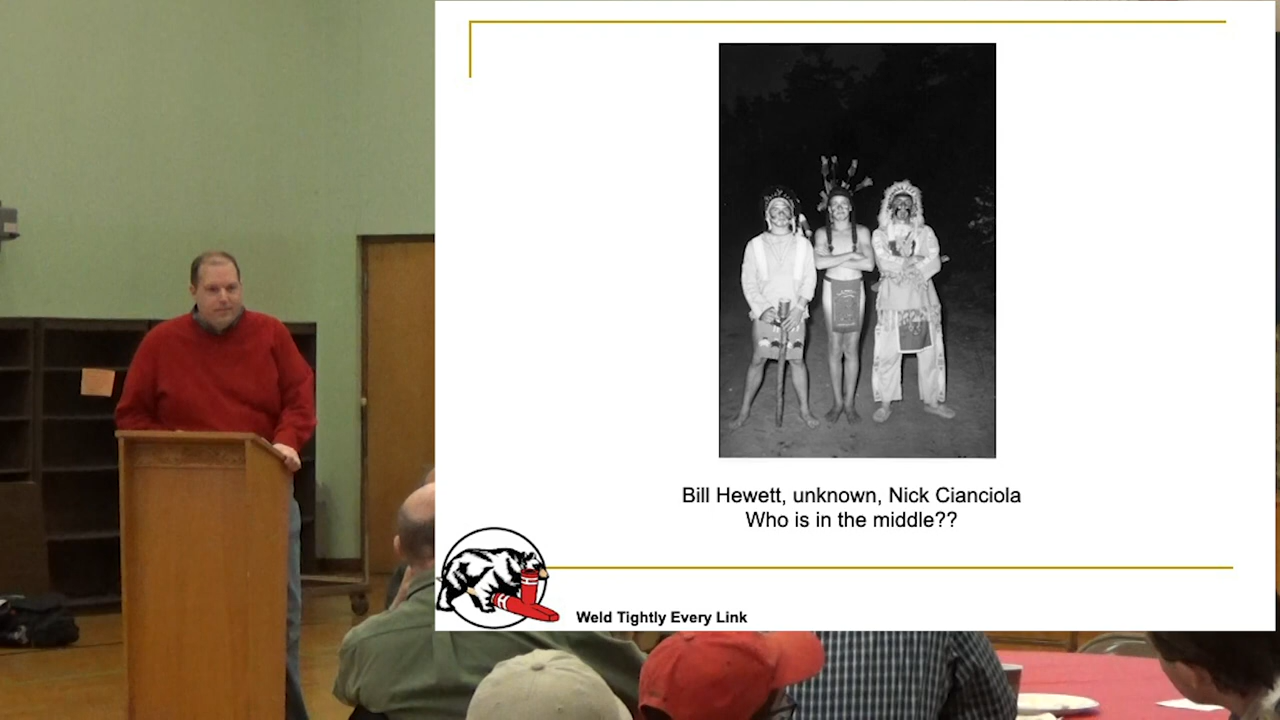 Bill Hewett, unknown, Nick Cianciola
Who is in the middle??
Weld Tightly Every Link